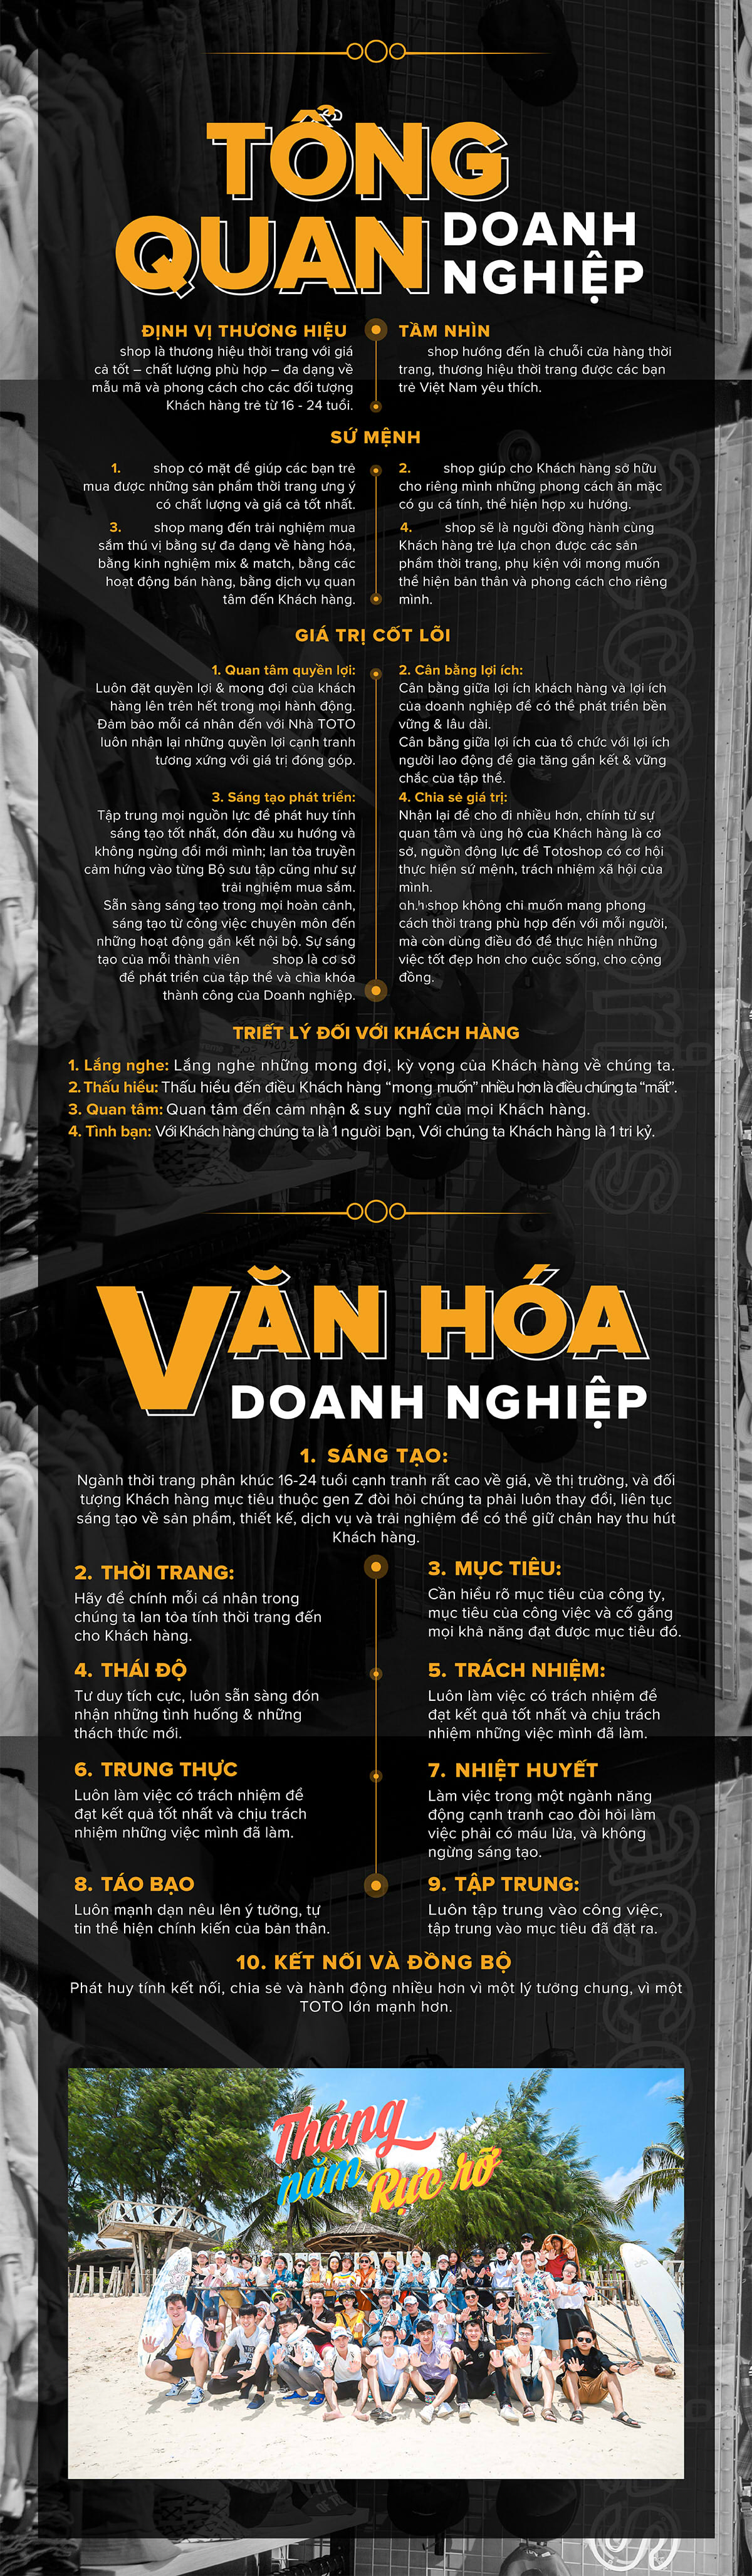 TỔNG
QUAN DOANH
NGHIỆP
ĐỊNH VỊ THƯƠNG HIỆU
shop là thương hiệu thời trang với giá
cả tốt – chất lượng phù hợp – đa dạng về
mẫu mã và phong cách cho các đối tượng
Khách hàng trẻ từ 16 - 24 tuổi.
TẦM NHÌN
shop hướng đến là chuỗi cửa hàng thời
trang, thương hiệu thời trang được các bạn
trẻ Việt Nam yêu thích.
SỨ MỆNH
1. shop có mặt để giúp các bạn trẻ
mua được những sản phẩm thời trang ưng ý
có chất lượng và giá cả tốt nhất.
2. shop giúp cho Khách hàng sở hữu
cho riêng mình những phong cách ăn mặc
có gu cá tính, thể hiện hợp xu hướng.
3. shop mang đến trải nghiệm mua
sắm thú vị bằng sự đa dạng về hàng hóa,
bằng kinh nghiệm mix & match, bằng các
hoạt động bán hàng, bằng dịch vụ quan
tâm đến Khách hàng.
4. shop sẽ là người đồng hành cùng
Khách hàng trẻ lựa chọn được các sản
phẩm thời trang, phụ kiện với mong muốn
thể hiện bản thân và phong cách cho riêng
mình.
GIÁ TRỊ CỐT LÕI
1. Quan tâm quyền lợi:
Luôn đặt quyền lợi & mong đợi của khách
hàng lên trên hết trong mọi hành động.
Đảm bảo mỗi cá nhân đến với Nhà TOTO
luôn nhận lại những quyền lợi cạnh tranh
tương xứng với giá trị đóng góp.
2. Cân bằng lợi ích:
Cân bằng giữa lợi ích khách hàng và lợi ích
của doanh nghiệp để có thể phát triển bền
vững & lâu dài.
Cân bằng giữa lợi ích của tổ chức với lợi ích
người lao động để gia tăng gắn kết & vững
chắc của tập thể.
3. Sáng tạo phát triển:
Tập trung mọi nguồn lực để phát huy tính
sáng tạo tốt nhất, đón đầu xu hướng và
không ngừng đổi mới mình; lan tỏa truyền
cảm hứng vào từng Bộ sưu tập cũng như sự
trải nghiệm mua sắm.
Sẵn sàng sáng tạo trong mọi hoàn cảnh,
sáng tạo từ công việc chuyên môn đến
những hoạt động gắn kết nội bộ. Sự sáng
tạo của mỗi thành viên shop là cơ sở
để phát triển của tập thể và chìa khóa
thành công của Doanh nghiệp.
4. Chia sẻ giá trị:
Nhận lại để cho đi nhiều hơn, chính từ sự
quan tâm và ủng hộ của Khách hàng là cơ
sở, nguồn động lực để Totoshop có cơ hội
thực hiện sứ mệnh, trách nhiệm xã hội của
mình.
shop không chỉ muốn mang phong
cách thời trang phù hợp đến với mỗi người,
mà còn dùng điều đó để thực hiện những
việc tốt đẹp hơn cho cuộc sống, cho cộng
đồng.
TRIẾT LÝ ĐỐI VỚI KHÁCH HÀNG
1. Lắng nghe: Lắng nghe những mong đợi, kỳ vọng của Khách hàng về chúng ta.
2. Thấu hiểu: Thấu hiểu đến điều Khách hàng “mong muốn” nhiều hơn là điều chúng ta “mất”.
3. Quan tâm: Quan tâm đến cảm nhận & suy nghĩ của mọi Khách hàng.
4. Tình bạn: Với Khách hàng chúng ta là 1 người bạn, Với chúng ta Khách hàng là 1 tri kỷ.
VĂN HÓA
DOANH NGHIỆP
1. SÁNG TẠO:
Ngành thời trang phân khúc 16-24 tuổi cạnh tranh rất cao về giá, về thị trường, và đối
tượng Khách hàng mục tiêu thuộc gen Z đòi hỏi chúng ta phải luôn thay đổi, liên tục
sáng tạo về sản phẩm, thiết kế, dịch vụ và trải nghiệm để có thể giữ chân hay thu hút
Khách hàng.
2. THỜI TRANG:
Hãy để chính mỗi cá nhân trong
chúng ta lan tỏa tính thời trang đến
cho Khách hàng.
3. MỤC TIÊU:
Cần hiểu rõ mục tiêu của công ty,
mục tiêu của công việc và cố gắng
mọi khả năng đạt được mục tiêu đó.
4. THÁI ĐỘ
Tư duy tích cực, luôn sẵn sàng đón
nhận những tình huống & những
thách thức mới.
5. TRÁCH NHIỆM:
Luôn làm việc có trách nhiệm để
đạt kết quả tốt nhất và chịu trách
nhiệm những việc mình đã làm.
6. TRUNG THỰC
Luôn làm việc có trách nhiệm để
đạt kết quả tốt nhất và chịu trách
nhiệm những việc mình đã làm.
7. NHIỆT HUYẾT
Làm việc trong một ngành năng
động cạnh tranh cao đòi hỏi làm
việc phải có máu lửa, và không
ngừng sáng tạo.
8. TÁO BẠO
Luôn mạnh dạn nêu lên ý tưởng, tự
tin thể hiện chính kiến của bản thân.
9. TẬP TRUNG:
Luôn tập trung vào công việc,
tập trung vào mục tiêu đã đặt ra.
10. KẾT NỐI VÀ ĐỒNG BỘ
Phát huy tính kết nối, chia sẻ và hành động nhiều hơn vì một lý tưởng chung, vì một
TOTO lớn mạnh hơn.
Tháng
năm Rực rỡ